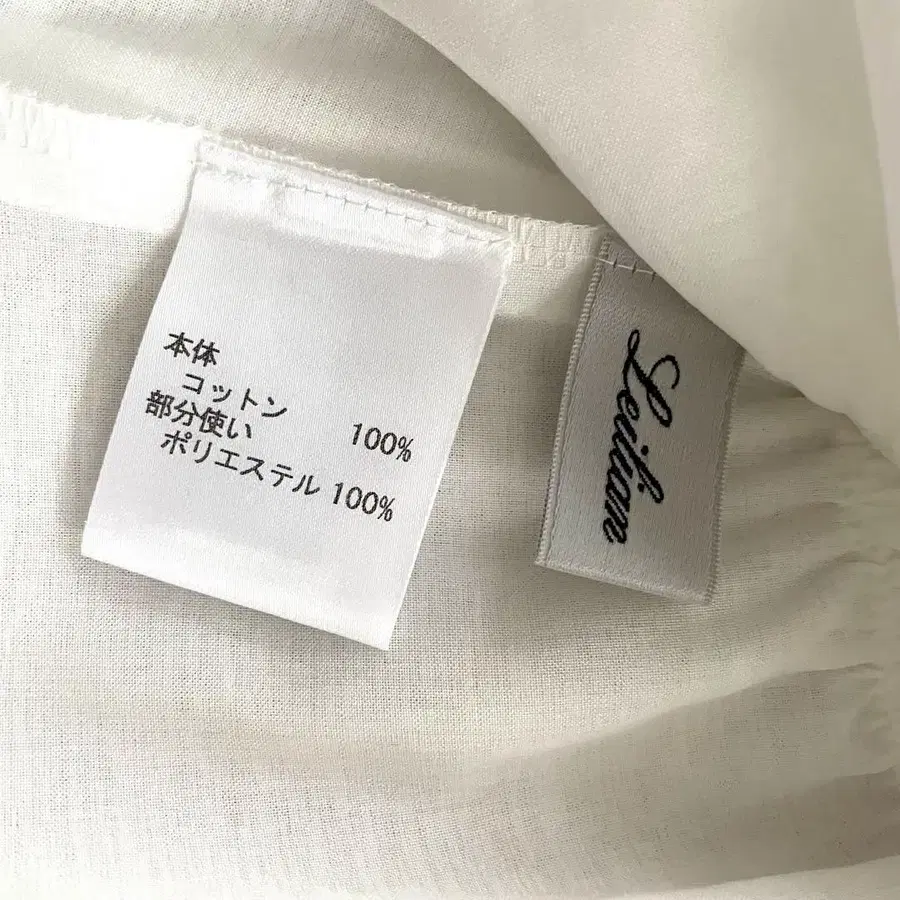 本体
コットン 100%
部分使い
ポリエステル 100%
Leilian